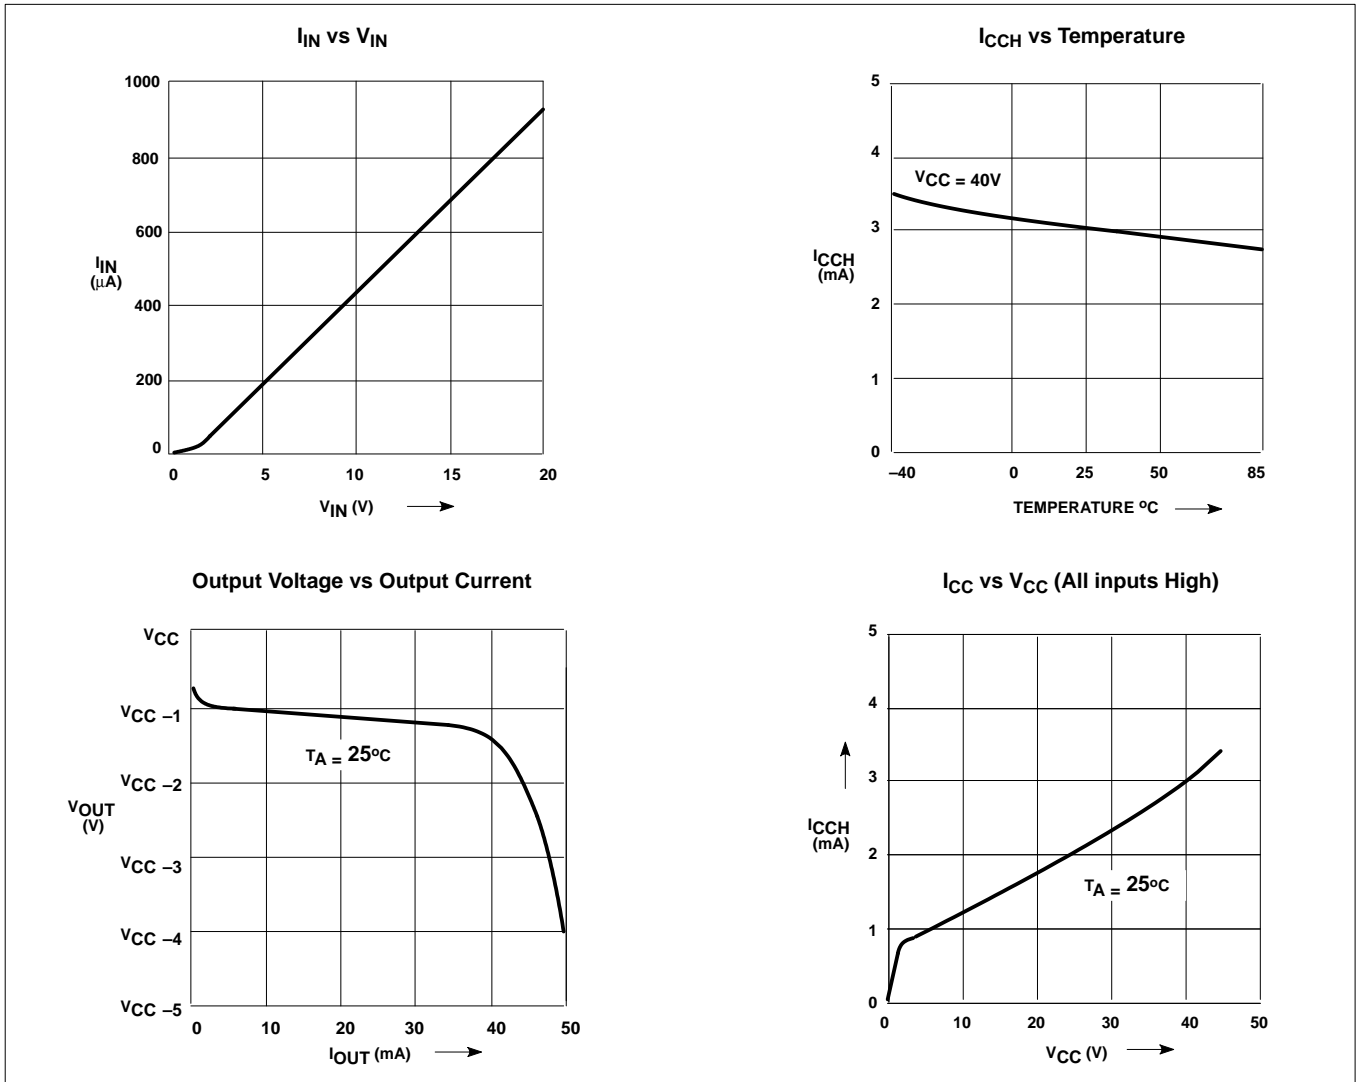 IIN vs VIN
1000
800
600
IIN
(µA)
400
200
0
0 5 10 15 20
VIN (V)
ICCH vs Temperature
5
4
VCC = 40V
3
ICCH
(mA)
2
1
0
–40 0 25 50 85
TEMPERATURE °C
Output Voltage vs Output Current
VCC
VCC –1
TA = 25°C
VCC –2
VOUT
(V)
VCC –3
VCC –4
VCC –5
0 10 20 30 40 50
IOUT (mA)
ICC vs VCC (All inputs High)
5
4
3
ICCH
(mA)
2
TA = 25°C
1
0
0 10 20 30 40 50
VCC (V)